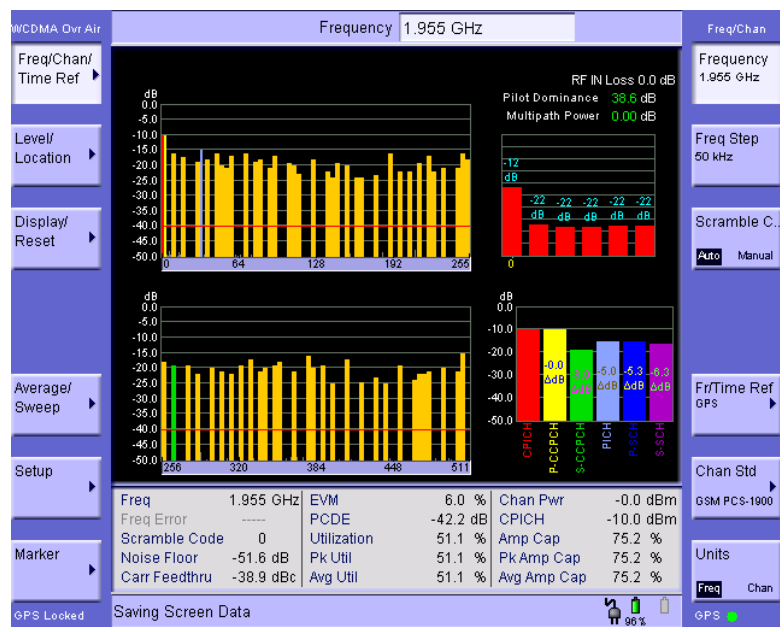 WCDMA Ovr Air
Frequency 1.955 GHz
Freq/Chan
Freq/Chan/
Time Ref
Level/
Location
Display/
Reset
Average/
Sweep
Setup
Marker
GPS Locked
RF IN Loss 0.0 dB
Pilot Dominance 38.6 dB
Multipath Power 0.00 dB
dB
0.0
-5.0
-10.0
-15.0
-20.0
-25.0
-30.0
-35.0
-40.0
-45.0
-50.0
0 64 128 192 255
-12 -22 -22 -22 -22 -22
dB dB dB dB dB dB
0
dB
0.0
-5.0
-10.0
-15.0
-20.0
-25.0
-30.0
-35.0
-40.0
-45.0
-50.0
256 320 384 448 511
dB
0.0
-10.0
-20.0
-30.0
-40.0
-50.0
-0.0 -5.0 -5.3 -6.3
ΔdB ΔdB ΔdB ΔdB ΔdB
CPICH P-CCPCH S-CCPCH PICH P-SCH S-SCH
Freq 1.955 GHz EVM 6.0 % Chan Pwr -0.0 dBm
Freq Error ----- PCDE -42.2 dB CPICH -10.0 dBm
Scramble Code 0 Utilization 51.1 % Amp Cap 75.2 %
Noise Floor -51.6 dB Pk Util 51.1 % Pk Amp Cap 75.2 %
Carr Feedthru -38.9 dBc Avg Util 51.1 % Avg Amp Cap 75.2 %
Saving Screen Data
96%
Frequency
1.955 GHz
Freq Step
50 kHz
Scramble C..
Auto Manual
Fr/Time Ref
GPS
Chan Std
GSM PCS-1900
Units
Freq Chan
GPS